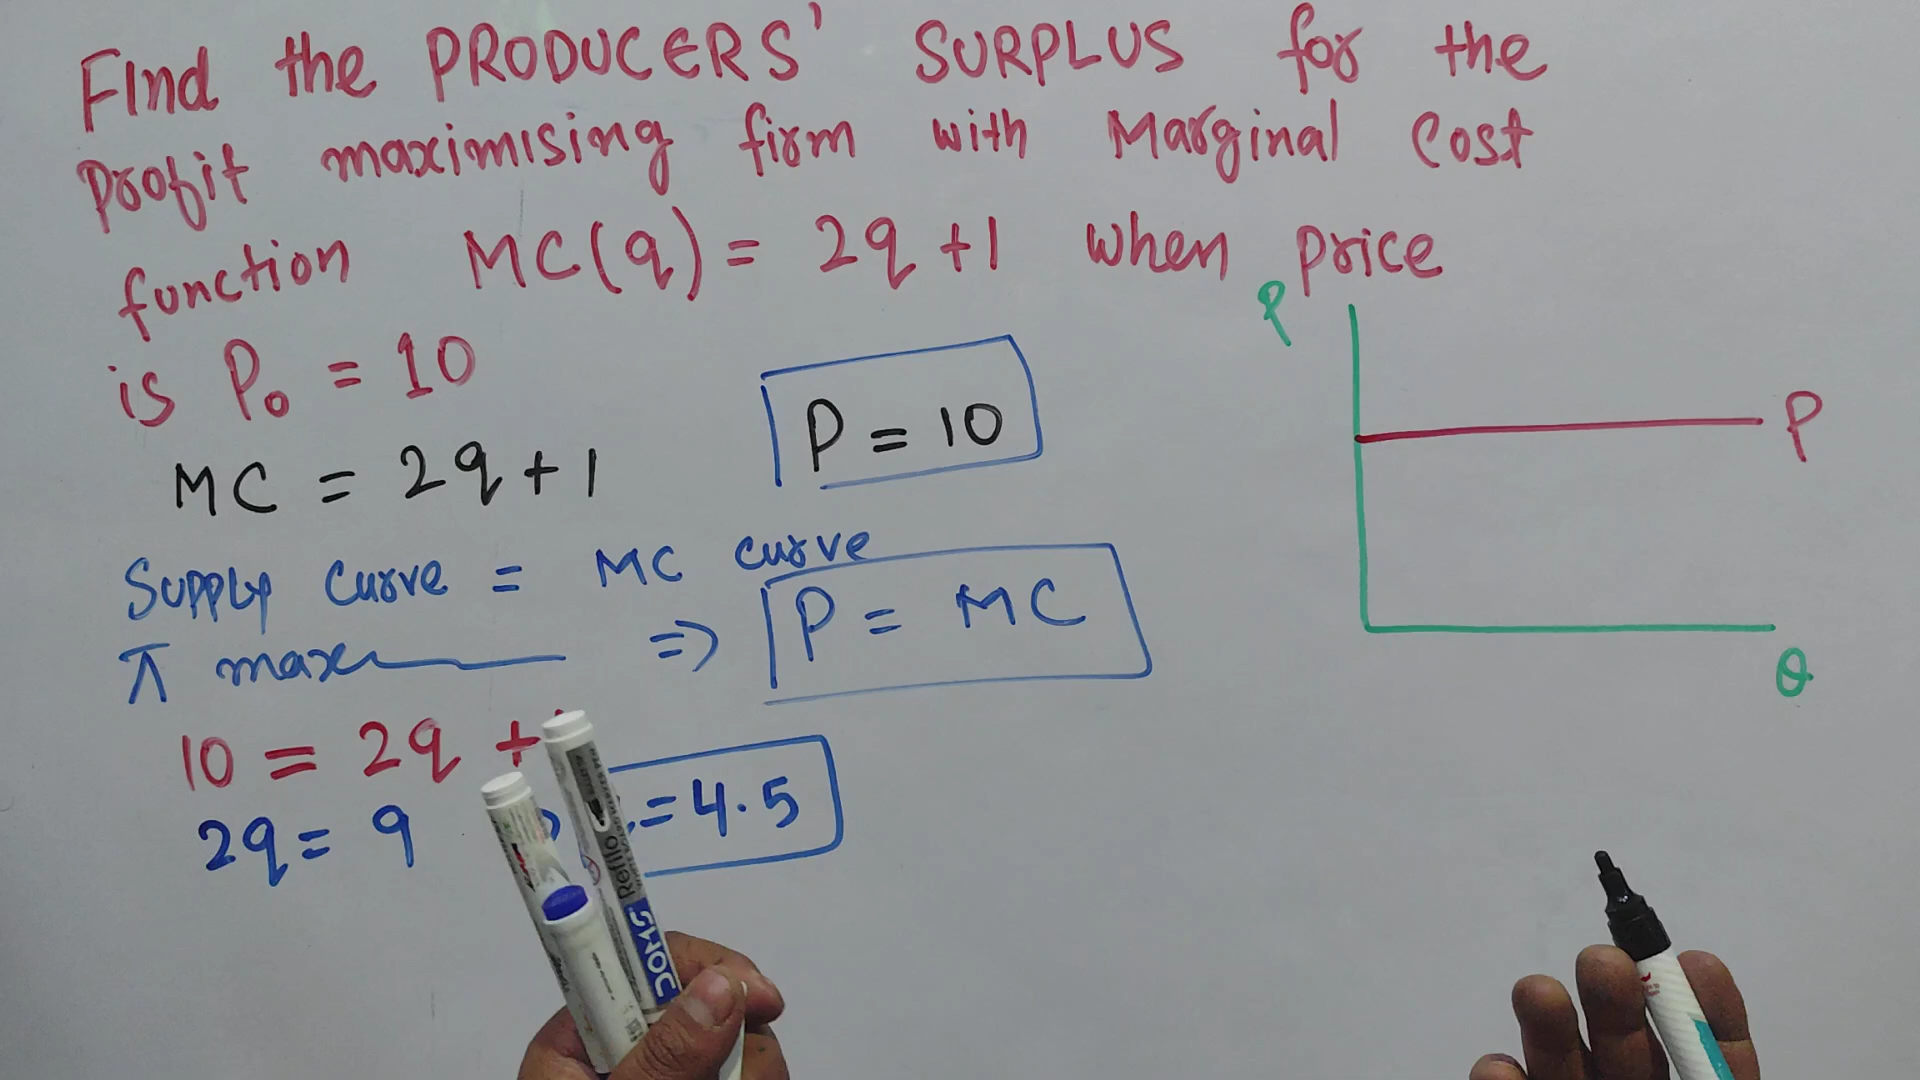 Find the PRODUCERS' SURPLUS for the
Profit maximising firm with Marginal Cost
function MC(q) = 2q + 1 when price
is P₀ = 10
P = 10
MC = 2q + 1
Supply Curve = MC curve
π max => P = MC
10 = 2q +
2q = 9 = 4.5
P
P
Q
Reflo
DOMS